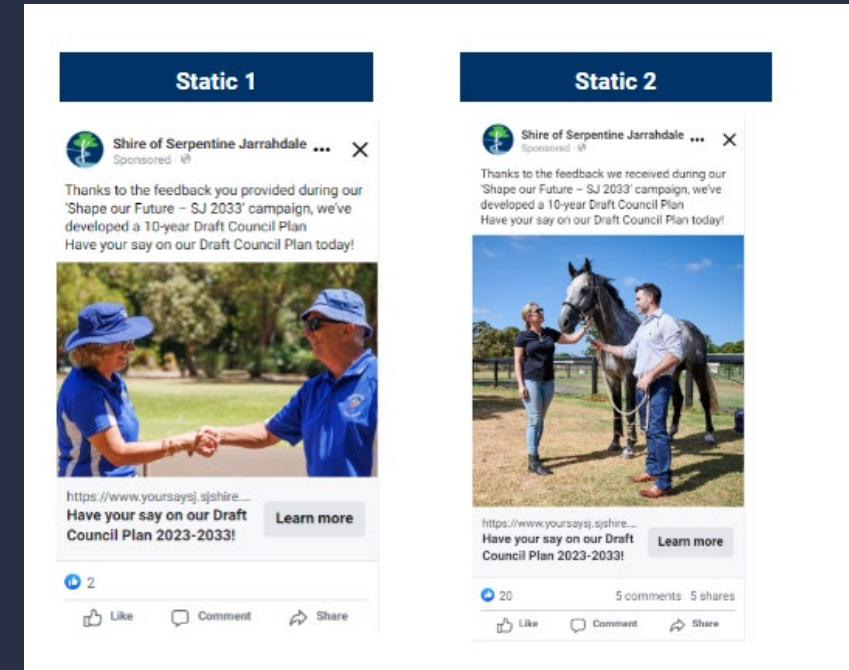 Static 1
Shire of Serpentine Jarrahdale
Sponsored
Thanks to the feedback you provided during our
'Shape our Future – SJ 2033' campaign, we've
developed a 10-year Draft Council Plan
Have your say on our Draft Council Plan today!
https://www.yoursaysj.sjshire....
Have your say on our Draft
Council Plan 2023-2033!
Learn more
2
Like
Comment
Share
Static 2
Shire of Serpentine Jarrahdale
Sponsored
Thanks to the feedback we received during our
'Shape our Future – SJ 2033' campaign, we've
developed a 10-year Draft Council Plan
Have your say on our Draft Council Plan today!
https://www.yoursaysj.sjshire....
Have your say on our Draft
Council Plan 2023-2033!
Learn more
20
5 comments 5 shares
Like
Comment
Share